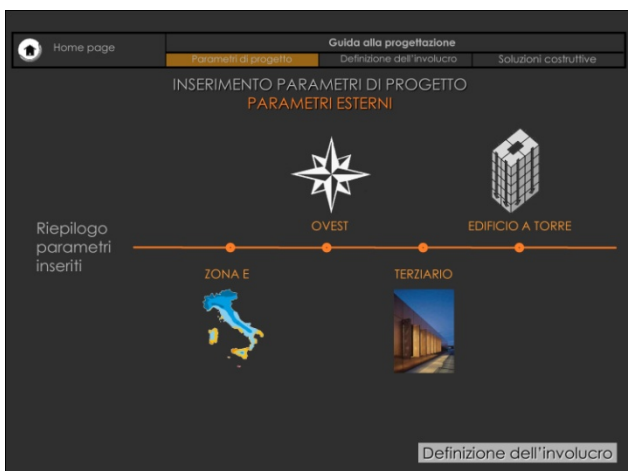 Home page
Guida alla progettazione
Parametri di progetto
Definizione dell'involucro
Soluzioni costruttive
INSERIMENTO PARAMETRI DI PROGETTO
PARAMETRI ESTERNI
OVEST
EDIFICIO A TORRE
Riepilogo
parametri
inseriti
ZONA E
TERZIARIO
Definizione dell'involucro